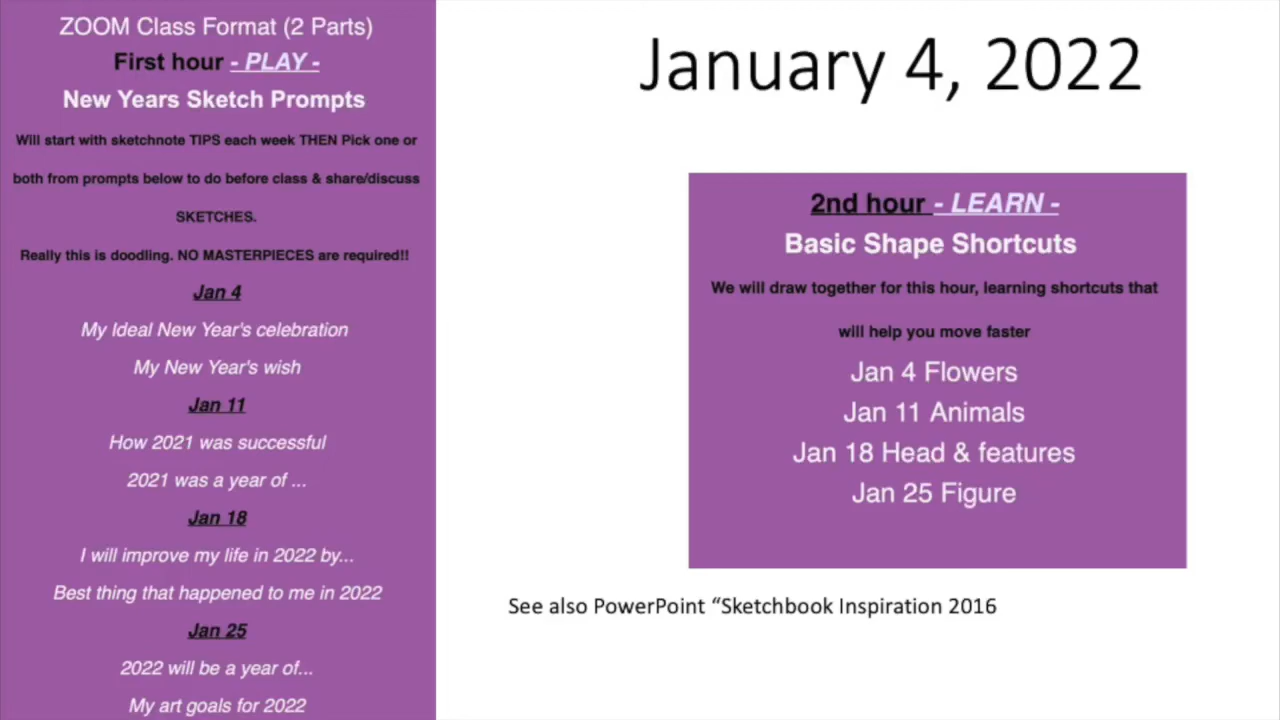 ZOOM Class Format (2 Parts)
First hour - PLAY -
New Years Sketch Prompts
Will start with sketchnote TIPS each week THEN Pick one or
both from prompts below to do before class & share/discuss
SKETCHES.
Really this is doodling. NO MASTERPIECES are required!!
Jan 4
My Ideal New Year's celebration
My New Year's wish
Jan 11
How 2021 was successful
2021 was a year of ...
Jan 18
I will improve my life in 2022 by...
Best thing that happened to me in 2022
Jan 25
2022 will be a year of...
My art goals for 2022
January 4, 2022
2nd hour - LEARN -
Basic Shape Shortcuts
We will draw together for this hour, learning shortcuts that
will help you move faster
Jan 4 Flowers
Jan 11 Animals
Jan 18 Head & features
Jan 25 Figure
See also PowerPoint “Sketchbook Inspiration 2016